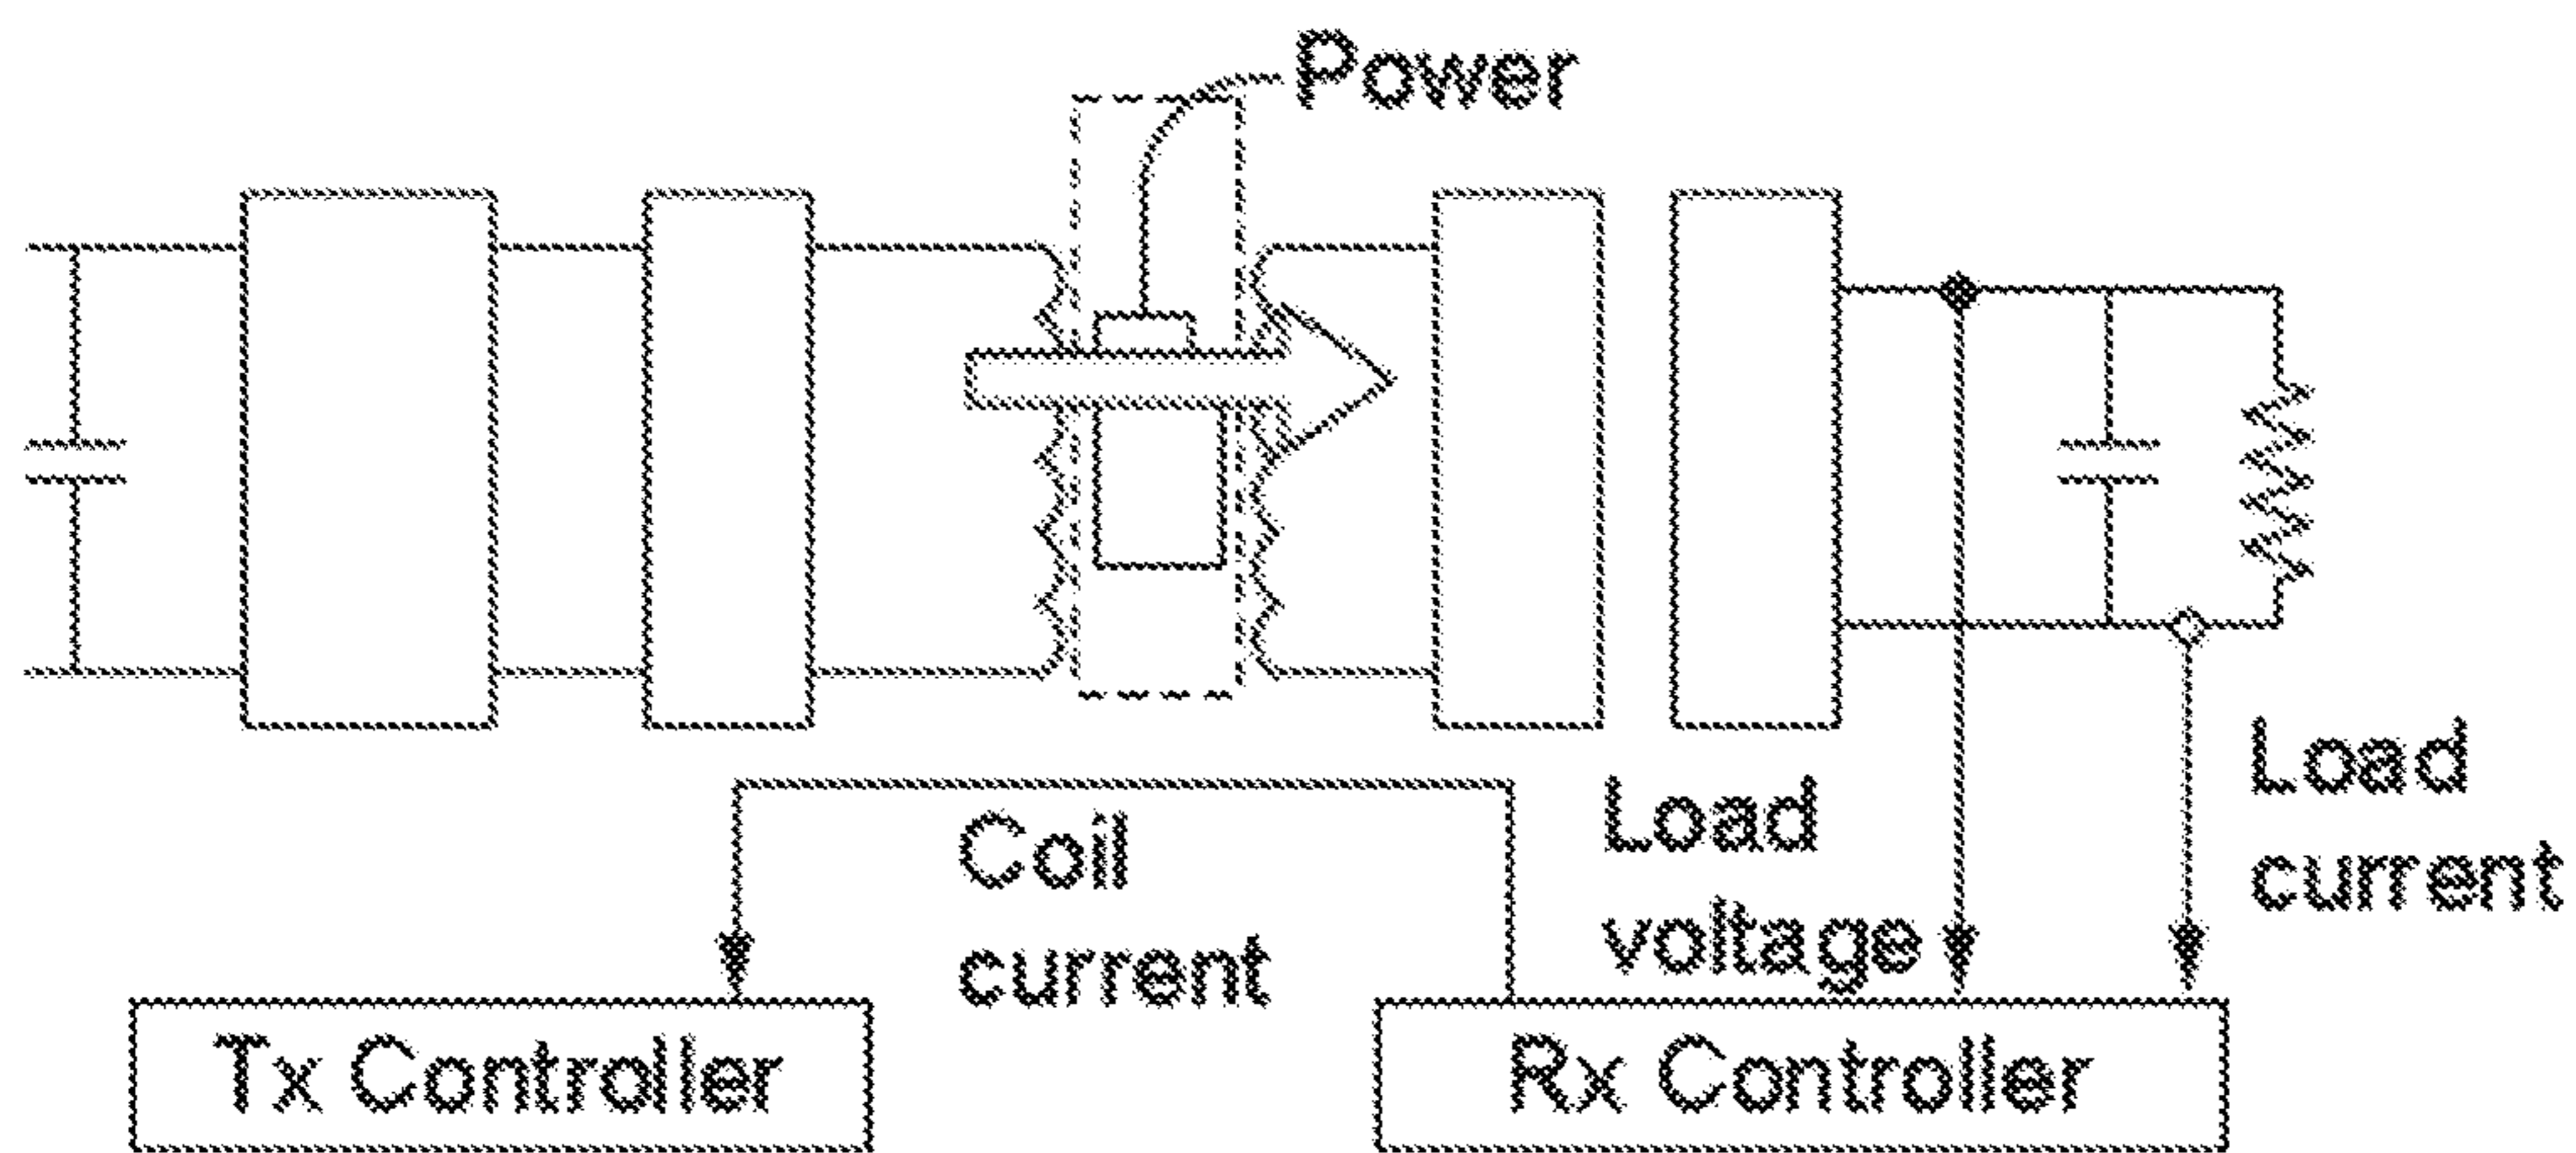 Power
Coil
current
Load
voltage
Load
current
Tx Controller
Rx Controller